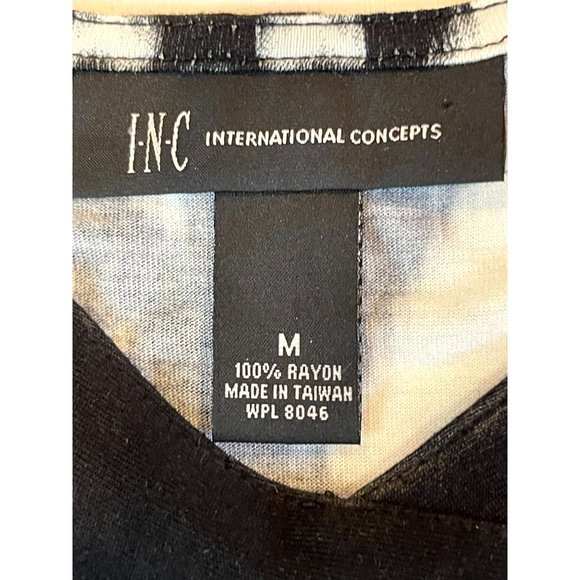 I·N·C INTERNATIONAL CONCEPTS
M
100% RAYON
MADE IN TAIWAN
WPL 8046